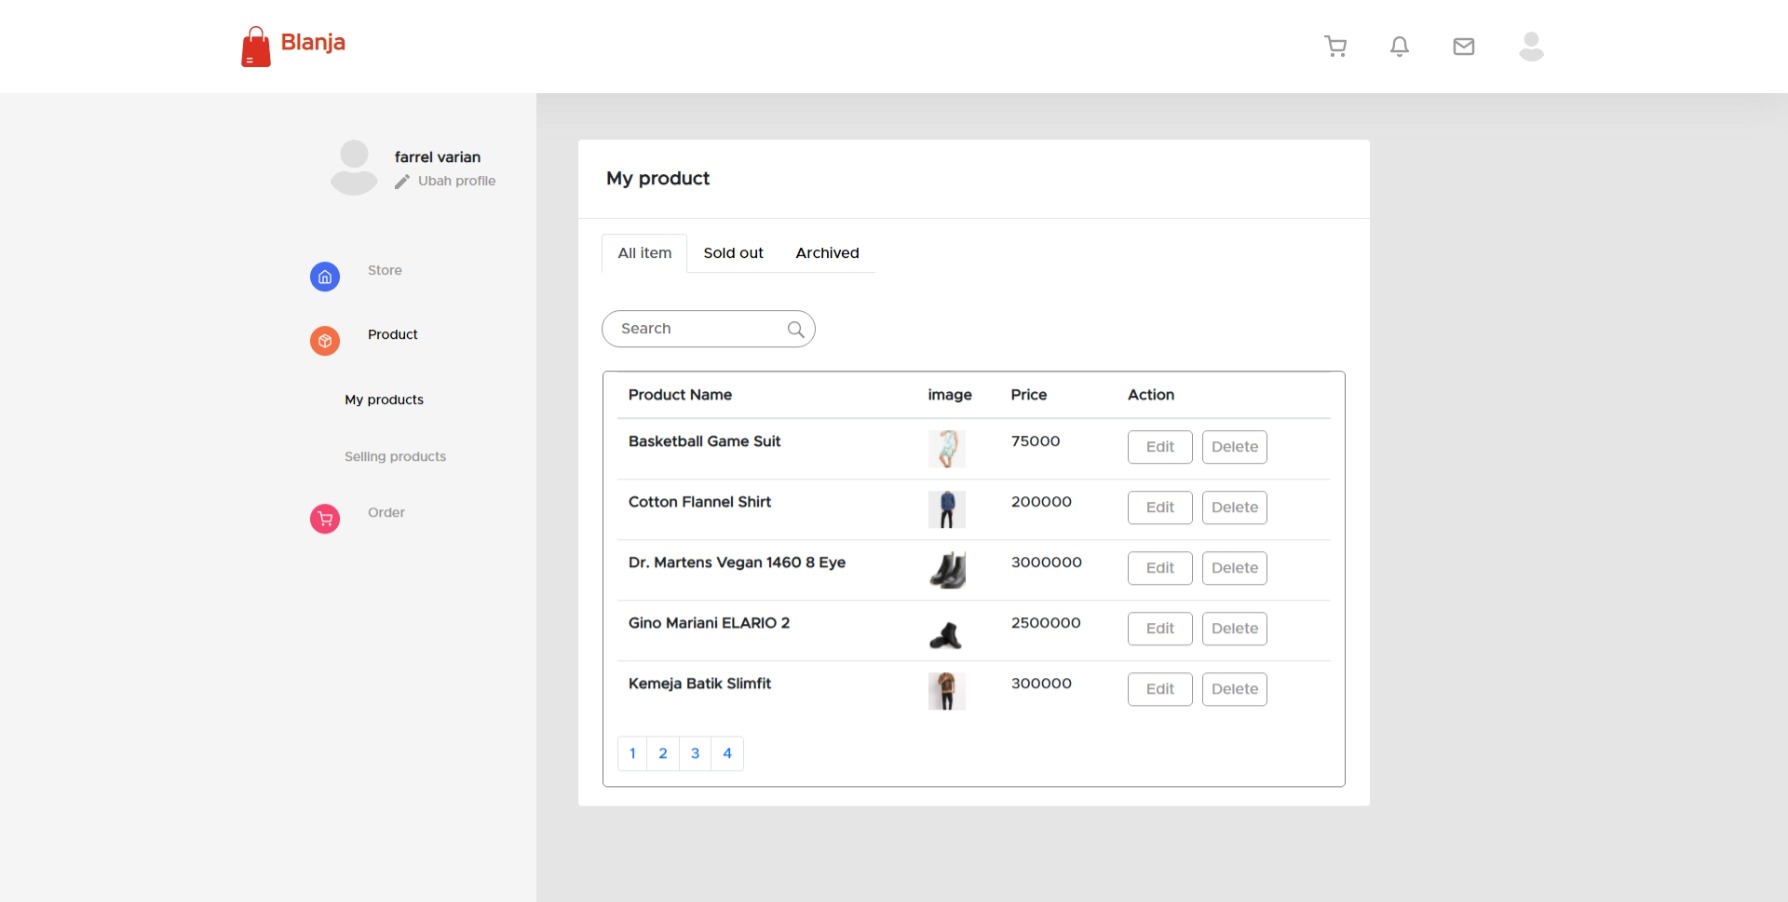 Blanja
farrel varian
Ubah profile
Store
Product
My products
Selling products
Order
My product
All item Sold out Archived
Search
Product Name image Price Action
Basketball Game Suit 75000 Edit Delete
Cotton Flannel Shirt 200000 Edit Delete
Dr. Martens Vegan 1460 8 Eye 3000000 Edit Delete
Gino Mariani ELARIO 2 2500000 Edit Delete
Kemeja Batik Slimfit 300000 Edit Delete
1 2 3 4